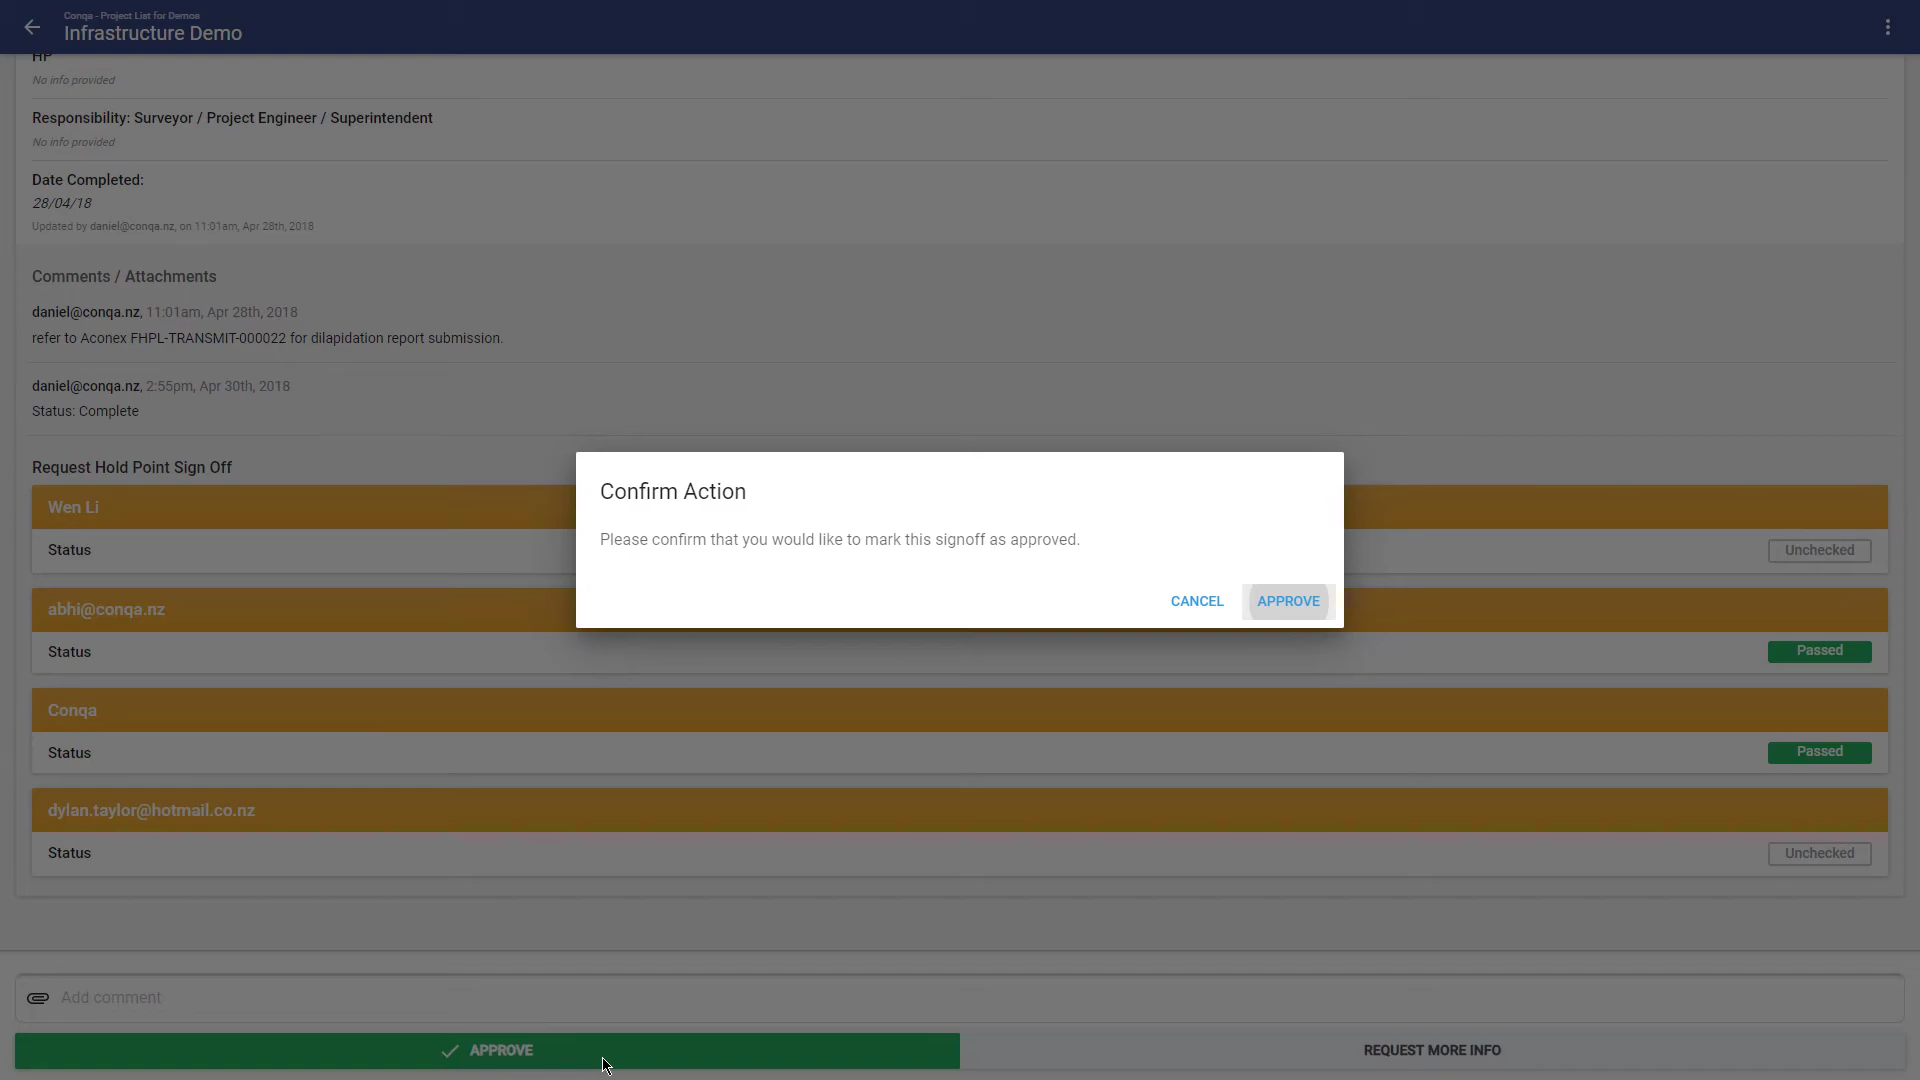 Conqa - Project List for Demos
Infrastructure Demo
HP
No info provided
Responsibility: Surveyor / Project Engineer / Superintendent
No info provided
Date Completed:
28/04/18
Updated by daniel@conqa.nz, on 11:01am, Apr 28th, 2018
Comments / Attachments
daniel@conqa.nz, 11:01am, Apr 28th, 2018
refer to Aconex FHPL-TRANSMIT-000022 for dilapidation report submission.
daniel@conqa.nz, 2:55pm, Apr 30th, 2018
Status: Complete
Request Hold Point Sign Off
Wen Li
Status
Unchecked
abhi@conqa.nz
Status
Passed
Conqa
Status
Passed
dylan.taylor@hotmail.co.nz
Status
Unchecked
Confirm Action
Please confirm that you would like to mark this signoff as approved.
CANCEL
APPROVE
Add comment
APPROVE
REQUEST MORE INFO